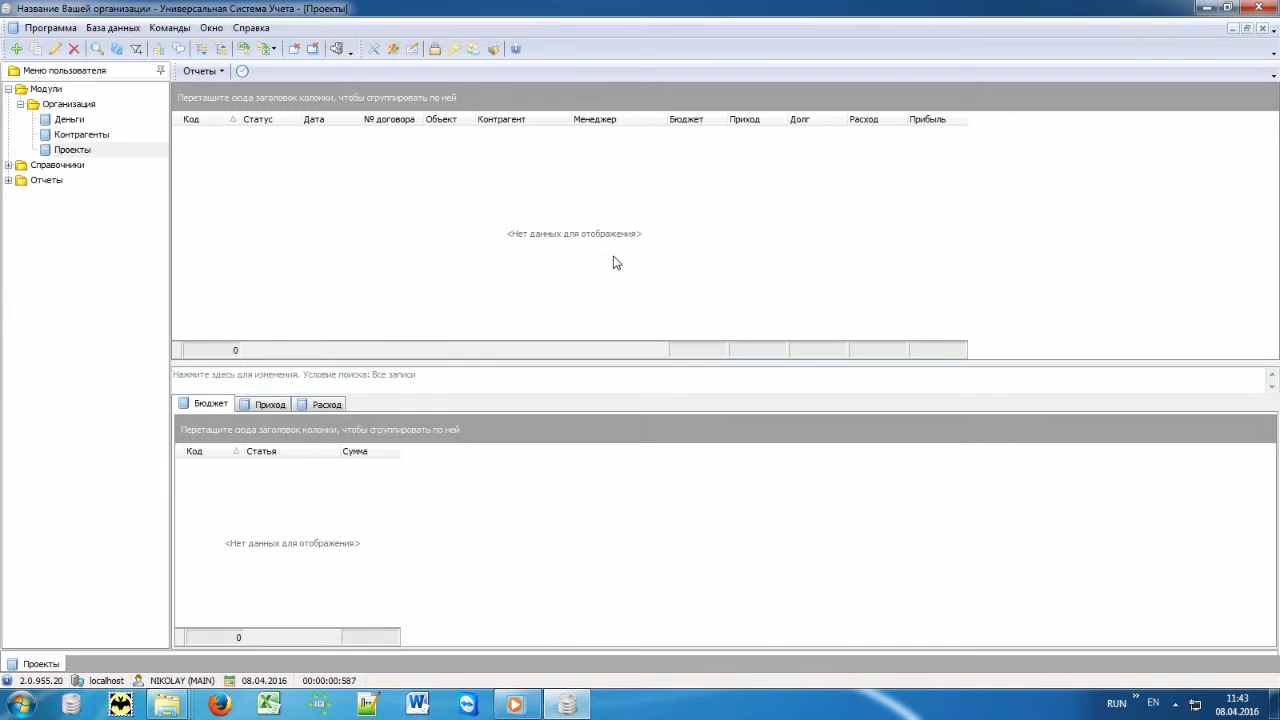 Название Вашей организации - Универсальная Система Учета - [Проекты]
Программа База данных Команды Окно Справка
Меню пользователя
Отчеты
Модули
Организация
Деньги
Контрагенты
Проекты
Справочники
Отчеты
Перетащите сюда заголовок колонки, чтобы сгруппировать по ней
Код Статус Дата № договора Объект Контрагент Менеджер Бюджет Приход Долг Расход Прибыль
<Нет данных для отображения>
0
Нажмите здесь для изменения. Условие поиска: Все записи
Бюджет Приход Расход
Перетащите сюда заголовок колонки, чтобы сгруппировать по ней
Код Статья Сумма
<Нет данных для отображения>
0
Проекты
2.0.955.20 localhost NIKOLAY (MAIN) 08.04.2016 00:00:00:587
RUN EN 11:43
08.04.2016